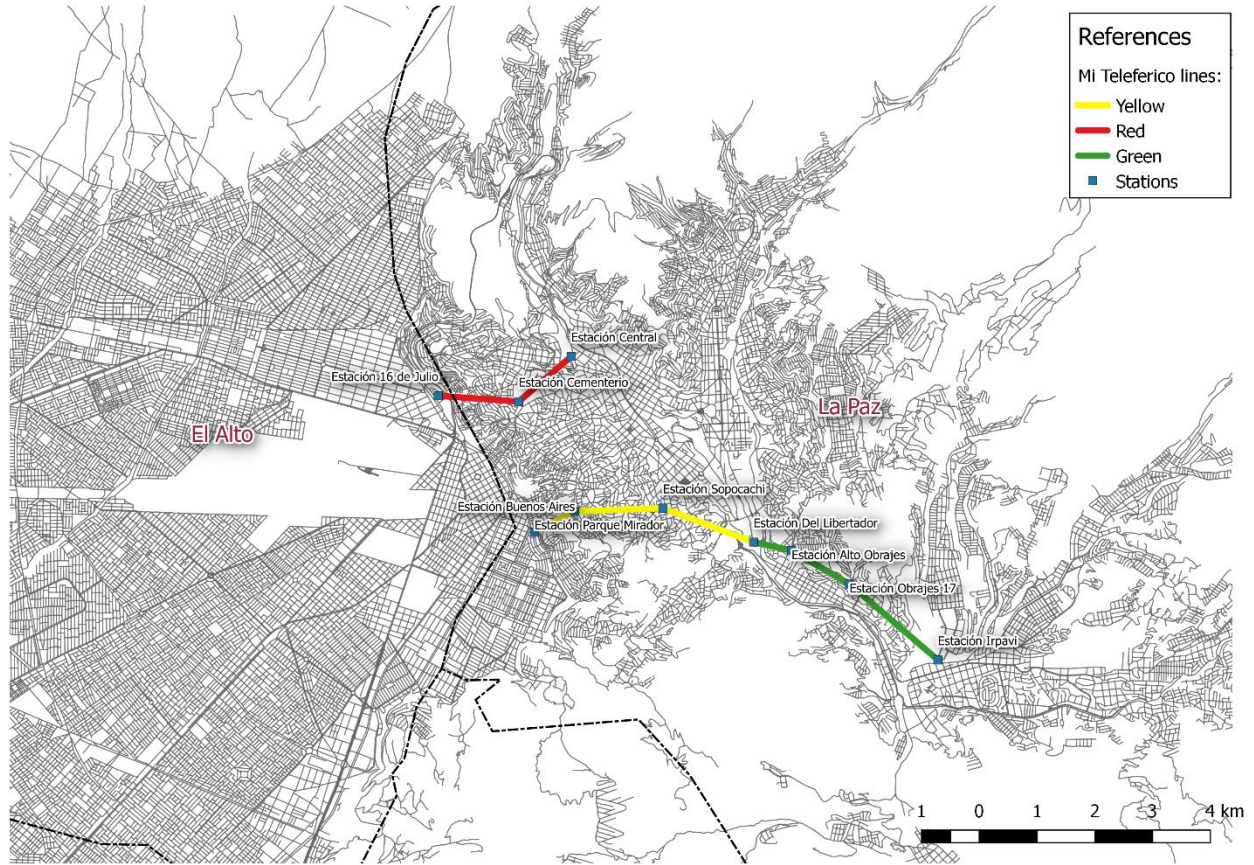 References
Mi Teleferico lines:
Yellow
Red
Green
Stations
Estación Central
Estación 16 de Julio
Estación Cementerio
La Paz
El Alto
Estación Sopocachi
Estación Buenos Aires
Estación Parque Mirador
Estación Del Libertador
Estación Alto Obrajes
Estación Obrajes 17
Estación Irpavi
1 0 1 2 3 4 km